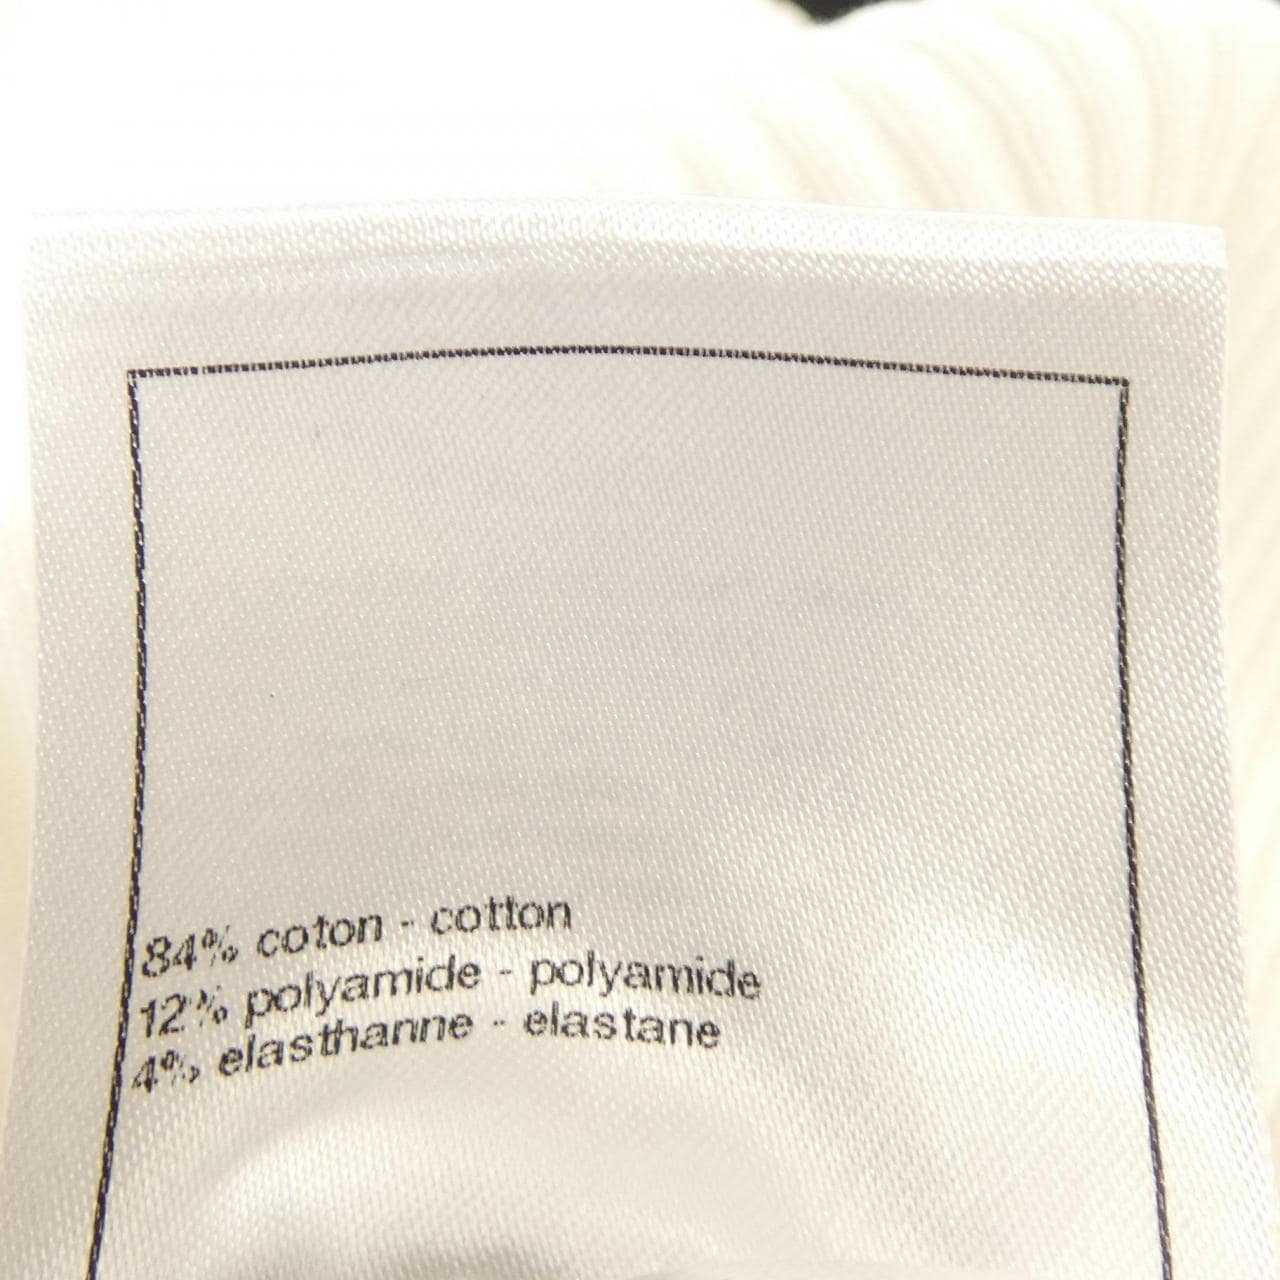 84% coton - cotton
12% polyamide - polyamide
4% elasthanne - elastane